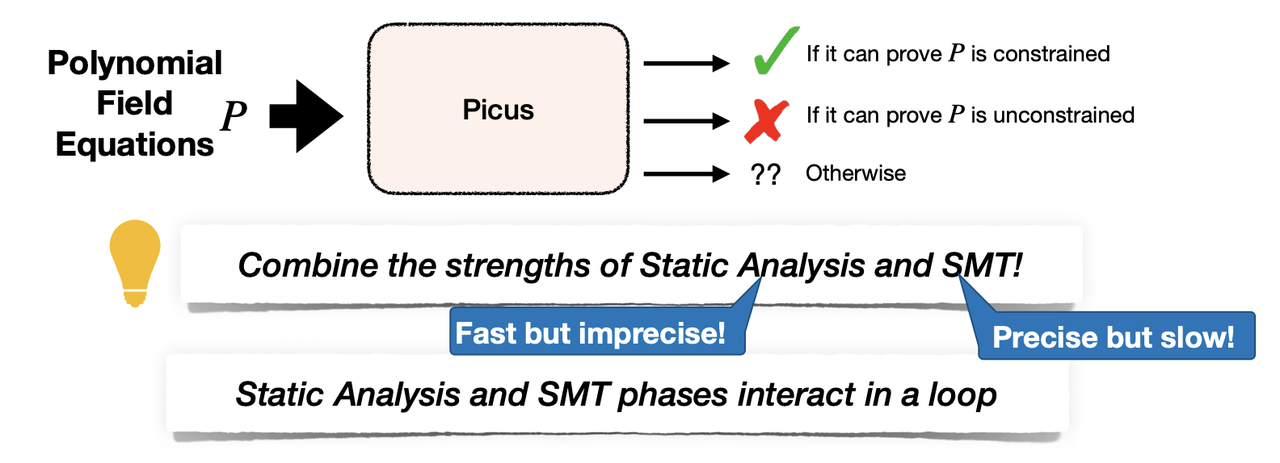 Polynomial
Field
Equations
P
Picus
If it can prove P is constrained
If it can prove P is unconstrained
?? Otherwise
Combine the strengths of Static Analysis and SMT!
Fast but imprecise!
Precise but slow!
Static Analysis and SMT phases interact in a loop